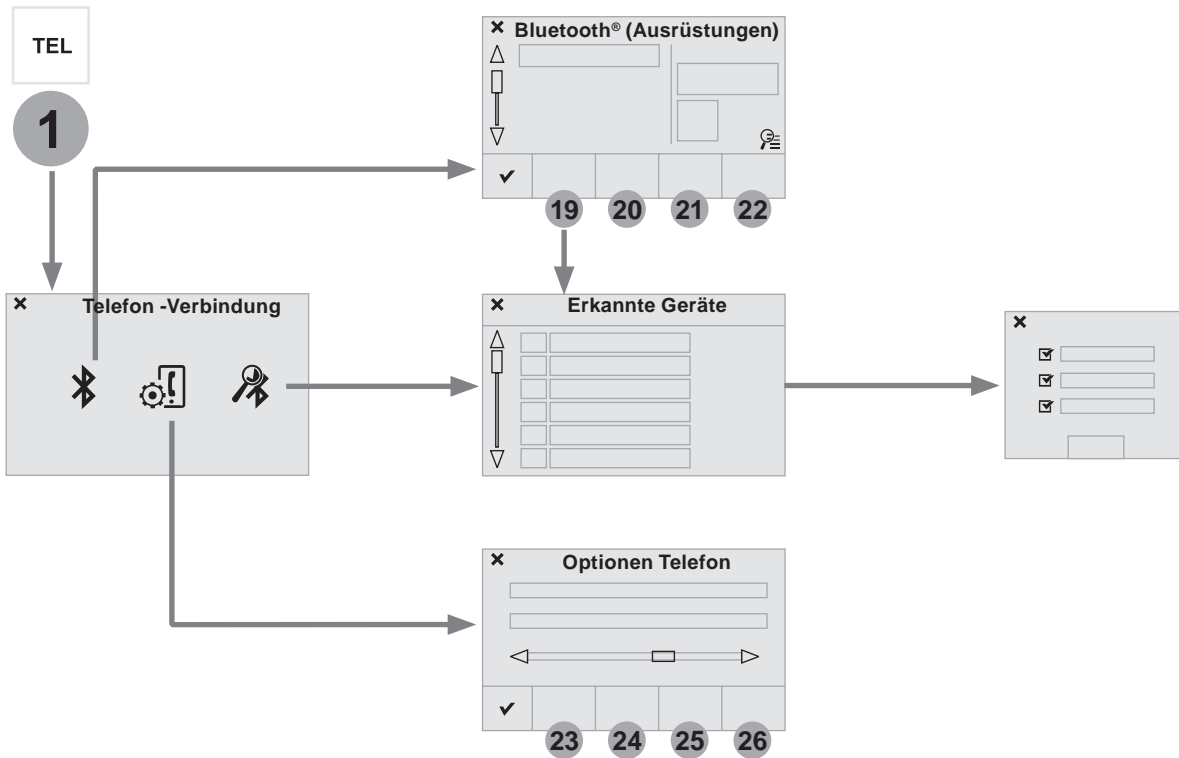 TEL
1
Bluetooth® (Ausrüstungen)
19
20
21
22
Telefon -Verbindung
Erkannte Geräte
Optionen Telefon
23
24
25
26